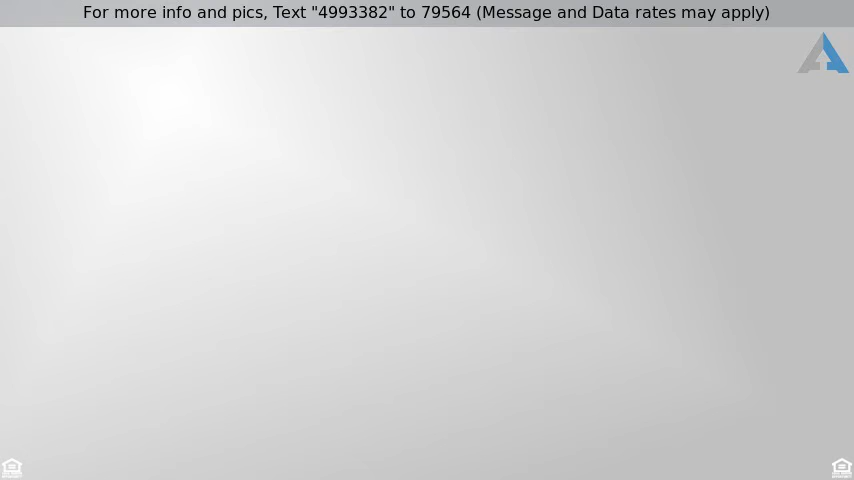 For more info and pics, Text "4993382" to 79564 (Message and Data rates may apply)